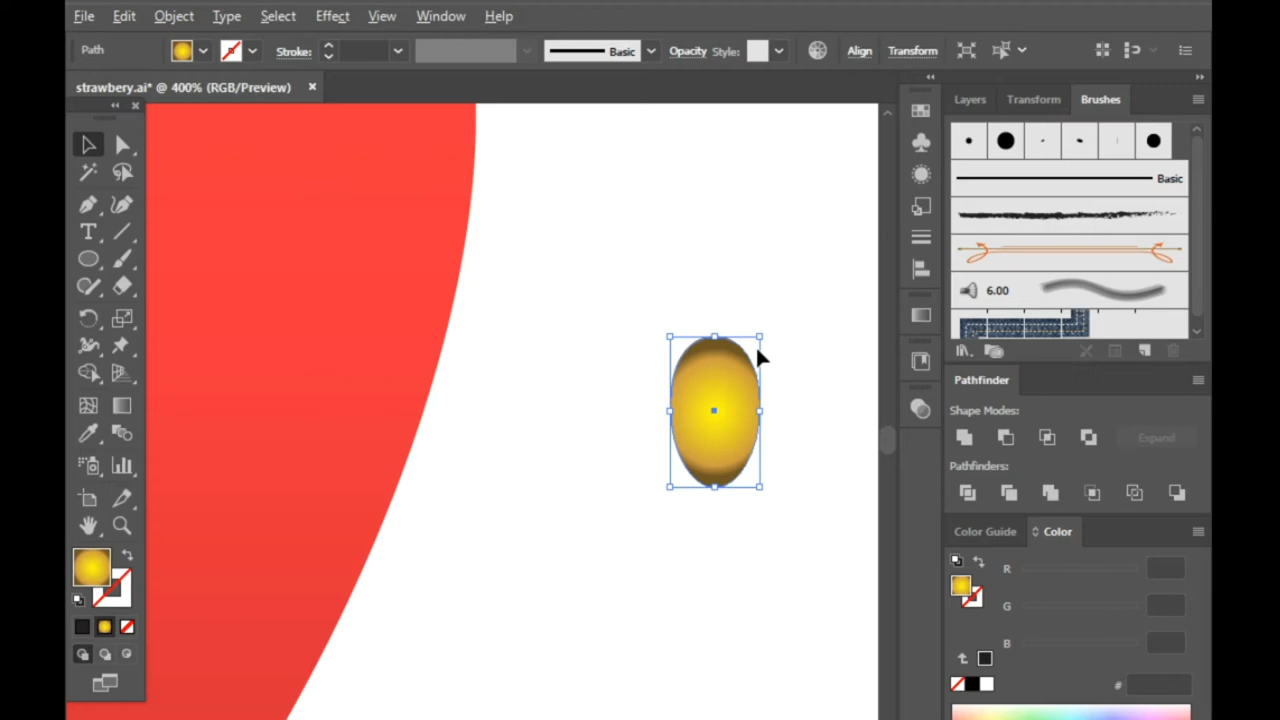 File Edit Object Type Select Effect View Window Help
Path Stroke: Basic Opacity Style: Align Transform
strawbery.ai* @ 400% (RGB/Preview)
Layers Transform Brushes
Basic
6.00
Pathfinder
Shape Modes:
Expand
Pathfinders:
Color Guide Color
R
G
B
#